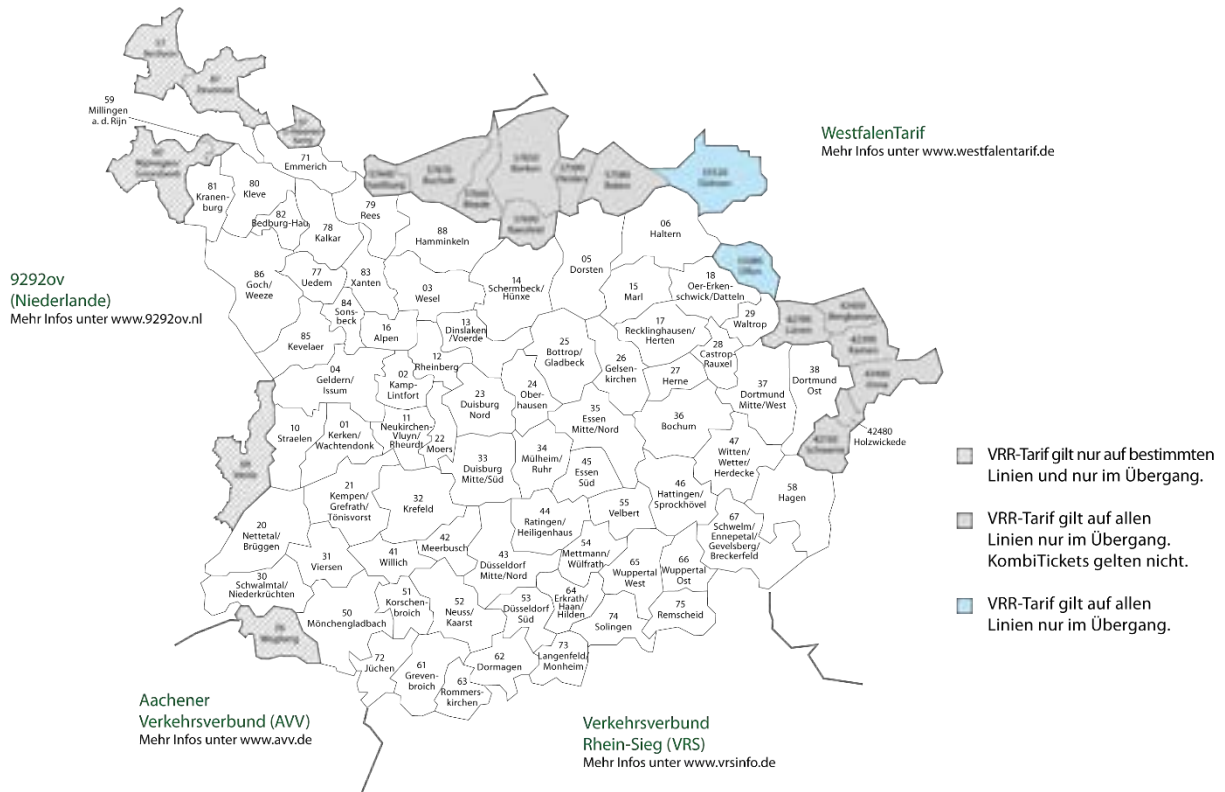 59
Millingen
a. d. Rijn
71
Emmerich
WestfalenTarif
Mehr Infos unter www.westfalentarif.de
81
Kranen-
burg
80
Kleve
82
Bedburg-Hau
78
Kalkar
79
Rees
88
Hamminkeln
06
Haltern
9292ov
(Niederlande)
Mehr Infos unter www.9292ov.nl
86
Goch/
Weeze
77
Uedem
83
Xanten
03
Wesel
14
Schermbeck/
Hünxe
05
Dorsten
15
Marl
18
Oer-Erken-
schwick/Datteln
84
Sons-
beck
85
Kevelaer
16
Alpen
13
Dinslaken
/Voerde
25
Bottrop/
Gladbeck
17
Recklinghausen/
Herten
29
Waltrop
28
Castrop-
Rauxel
04
Geldern/
Issum
02
Kamp-
Lintfort
12
Rheinberg
23
Duisburg
Nord
24
Ober-
hausen
26
Gelsen-
kirchen
27
Herne
37
Dortmund
Mitte/West
38
Dortmund
Ost
10
Straelen
01
Kerken/
Wachtendonk
11
Neukirchen-
Vluyn/
Rheurdt
22
Moers
35
Essen
Mitte/Nord
36
Bochum
42480
Holzwickede
33
Duisburg
Mitte/Süd
34
Mülheim/
Ruhr
45
Essen
Süd
47
Witten/
Wetter/
Herdecke
58
Hagen
21
Kempen/
Grefrath/
Tönisvorst
32
Krefeld
44
Ratingen/
Heiligenhaus
55
Velbert
46
Hattingen/
Sprockhövel
67
Schwelm/
Ennepetal/
Gevelsberg/
Breckerfeld
20
Nettetal/
Brüggen
31
Viersen
41
Willich
42
Meerbusch
43
Düsseldorf
Mitte/Nord
54
Mettmann/
Wülfrath
65
Wuppertal
West
66
Wuppertal
Ost
30
Schwalmtal/
Niederkrüchten
50
Mönchengladbach
51
Korschen-
broich
52
Neuss/
Kaarst
53
Düsseldorf
Süd
64
Erkrath/
Haan/
Hilden
74
Solingen
75
Remscheid
72
Jüchen
61
Greven-
broich
63
Rommers-
kirchen
62
Dormagen
73
Langenfeld/
Monheim
VRR-Tarif gilt nur auf bestimmten
Linien und nur im Übergang.
VRR-Tarif gilt auf allen
Linien nur im Übergang.
KombiTickets gelten nicht.
VRR-Tarif gilt auf allen
Linien nur im Übergang.
Aachener
Verkehrsverbund (AVV)
Mehr Infos unter www.avv.de
Verkehrsverbund
Rhein-Sieg (VRS)
Mehr Infos unter www.vrsinfo.de